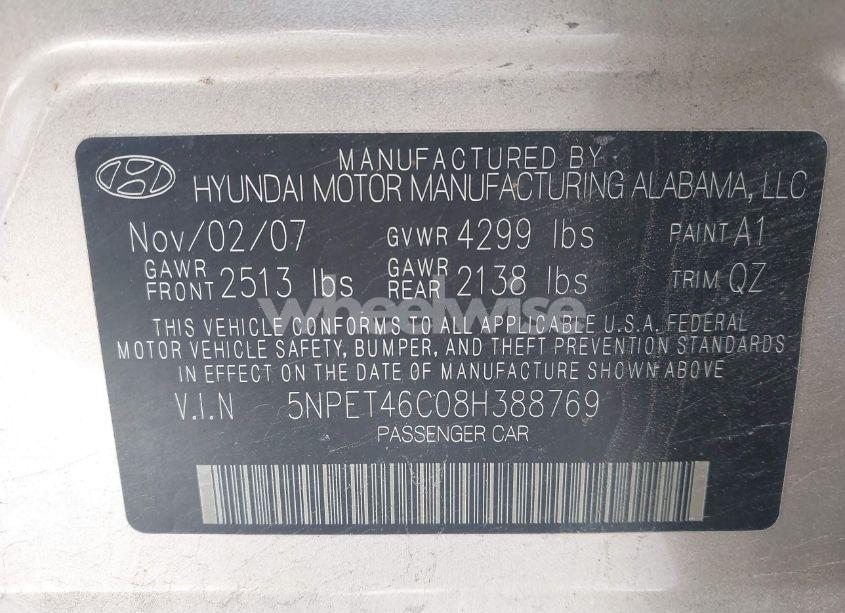 MANUFACTURED BY
HYUNDAI MOTOR MANUFACTURING ALABAMA, LLC
Nov/02/07 GVWR 4299 lbs PAINT A1
GAWR FRONT 2513 lbs GAWR REAR 2138 lbs TRIM QZ
wheelwise
THIS VEHICLE CONFORMS TO ALL APPLICABLE U.S.A. FEDERAL
MOTOR VEHICLE SAFETY, BUMPER, AND THEFT PREVENTION STANDARDS
IN EFFECT ON THE DATE OF MANUFACTURE SHOWN ABOVE
V.I.N 5NPET46C08H388769
PASSENGER CAR